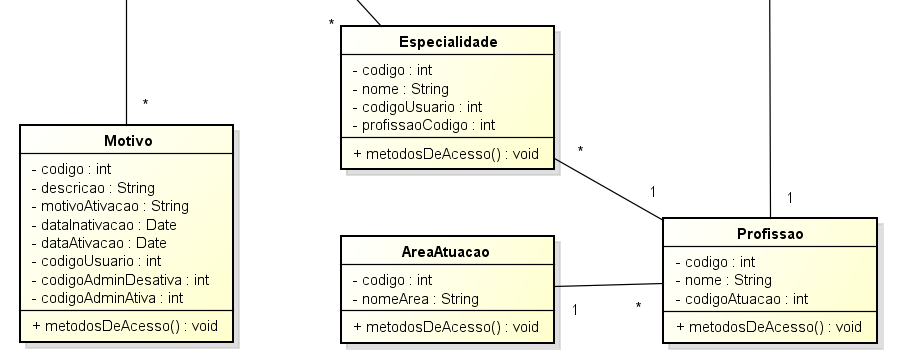 *
Especialidade
- codigo : int
- nome : String
- codigoUsuario : int
- profissaoCodigo : int
+ metodosDeAcesso() : void
*
Motivo
- codigo : int
- descricao : String
- motivoAtivacao : String
- dataInativacao : Date
- dataAtivacao : Date
- codigoUsuario : int
- codigoAdminDesativa : int
- codigoAdminAtiva : int
+ metodosDeAcesso() : void
*
1
1
AreaAtuacao
- codigo : int
- nomeArea : String
+ metodosDeAcesso() : void
1
*
Profissao
- codigo : int
- nome : String
- codigoAtuacao : int
+ metodosDeAcesso() : void